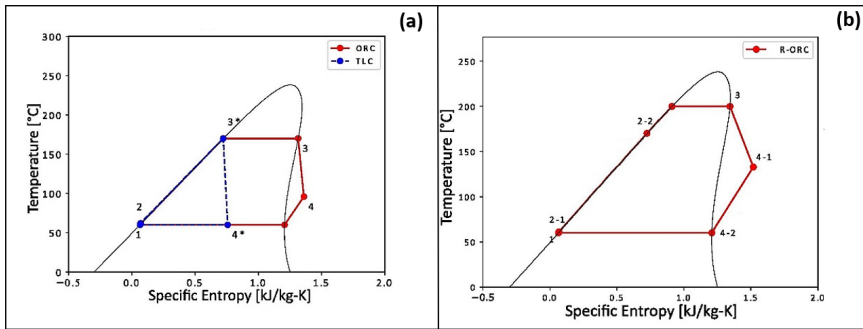 (a)
300
250
200
150
100
50
0
Temperature [°C]
ORC
TLC
3*
3
4
2
1
4*
−0.5 0.0 0.5 1.0 1.5 2.0
Specific Entropy [kJ/kg-K]
(b)
250
200
150
100
50
0
Temperature [°C]
R-ORC
3
2-2
4-1
2-1
1
4-2
−0.5 0.0 0.5 1.0 1.5 2.0
Specific Entropy [kJ/kg-K]